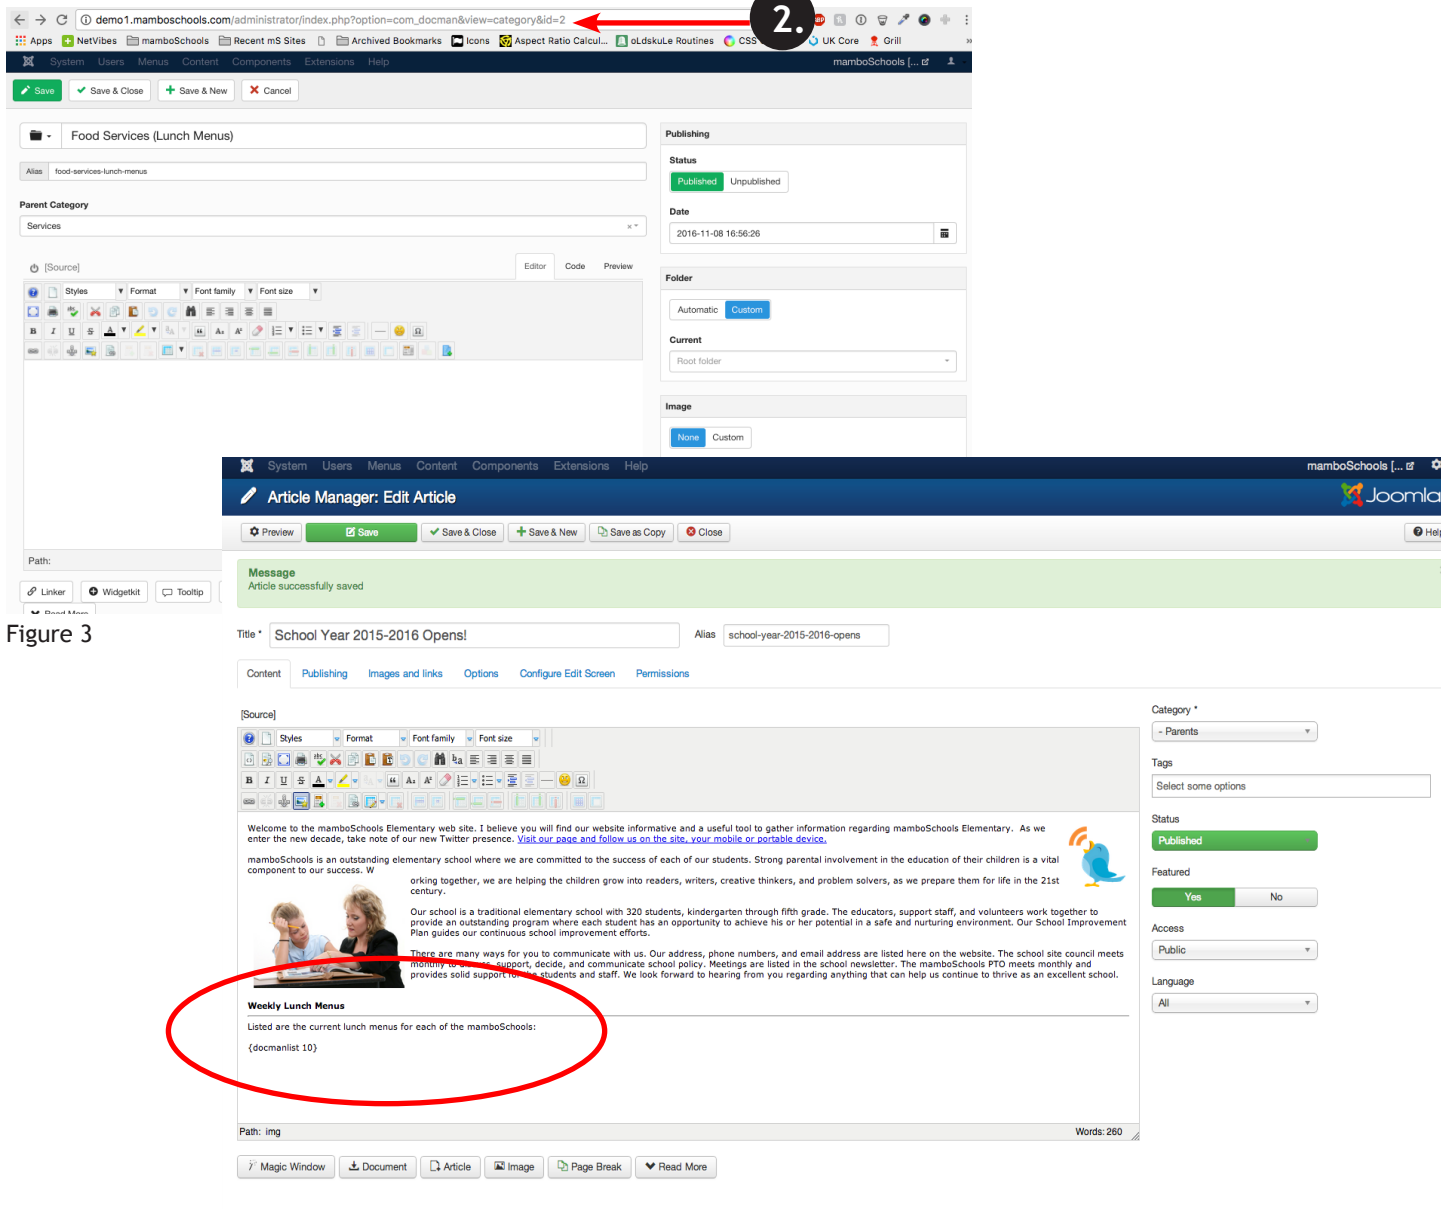 demo1.mamboschools.com/administrator/index.php?option=com_docman&view=category&id=2
2.
Apps NetVibes mamboSchools Recent mS Sites Archived Bookmarks Icons Aspect Ratio Calcul... oLdskuLe Routines CSS UK Core Grill »
System Users Menus Content Components Extensions Help mamboSchools [...
Save Save & Close Save & New Cancel
Food Services (Lunch Menus)
Alias food-services-lunch-menus
Parent Category
Services
[Source] Editor Code Preview
Styles Format Font family Font size
Path:
Linker Widgetkit Tooltip
Read More
Publishing
Status
Published Unpublished
Date
2016-11-08 16:56:26
Folder
Automatic Custom
Current
Root folder
Image
None Custom
Figure 3
System Users Menus Content Components Extensions Help mamboSchools [...
Article Manager: Edit Article Joomla
Preview Save Save & Close Save & New Save as Copy Close Help
Message
Article successfully saved
Title * School Year 2015-2016 Opens! Alias school-year-2015-2016-opens
Content Publishing Images and links Options Configure Edit Screen Permissions
[Source]
Styles Format Font family Font size
Welcome to the mamboSchools Elementary web site. I believe you will find our website informative and a useful tool to gather information regarding mamboSchools Elementary. As we
enter the new decade, take note of our new Twitter presence. Visit our page and follow us on the site, your mobile or portable device.
mamboSchools is an outstanding elementary school where we are committed to the success of each of our students. Strong parental involvement in the education of their children is a vital
component to our success. W
orking together, we are helping the children grow into readers, writers, creative thinkers, and problem solvers, as we prepare them for life in the 21st
century.
Our school is a traditional elementary school with 320 students, kindergarten through fifth grade. The educators, support staff, and volunteers work together to
provide an outstanding program where each student has an opportunity to achieve his or her potential in a safe and nurturing environment. Our School Improvement
Plan guides our continuous school improvement efforts.
There are many ways for you to communicate with us. Our address, phone numbers, and email address are listed here on the website. The school site council meets
monthly to discuss, support, decide, and communicate school policy. Meetings are listed in the school newsletter. The mamboSchools PTO meets monthly and
provides solid support for the students and staff. We look forward to hearing from you regarding anything that can help us continue to thrive as an excellent school.
Weekly Lunch Menus
Listed are the current lunch menus for each of the mamboSchools:
{docmanlist 10}
Path: img Words: 260
Magic Window Document Article Image Page Break Read More
Category *
- Parents
Tags
Select some options
Status
Published
Featured
Yes No
Access
Public
Language
All